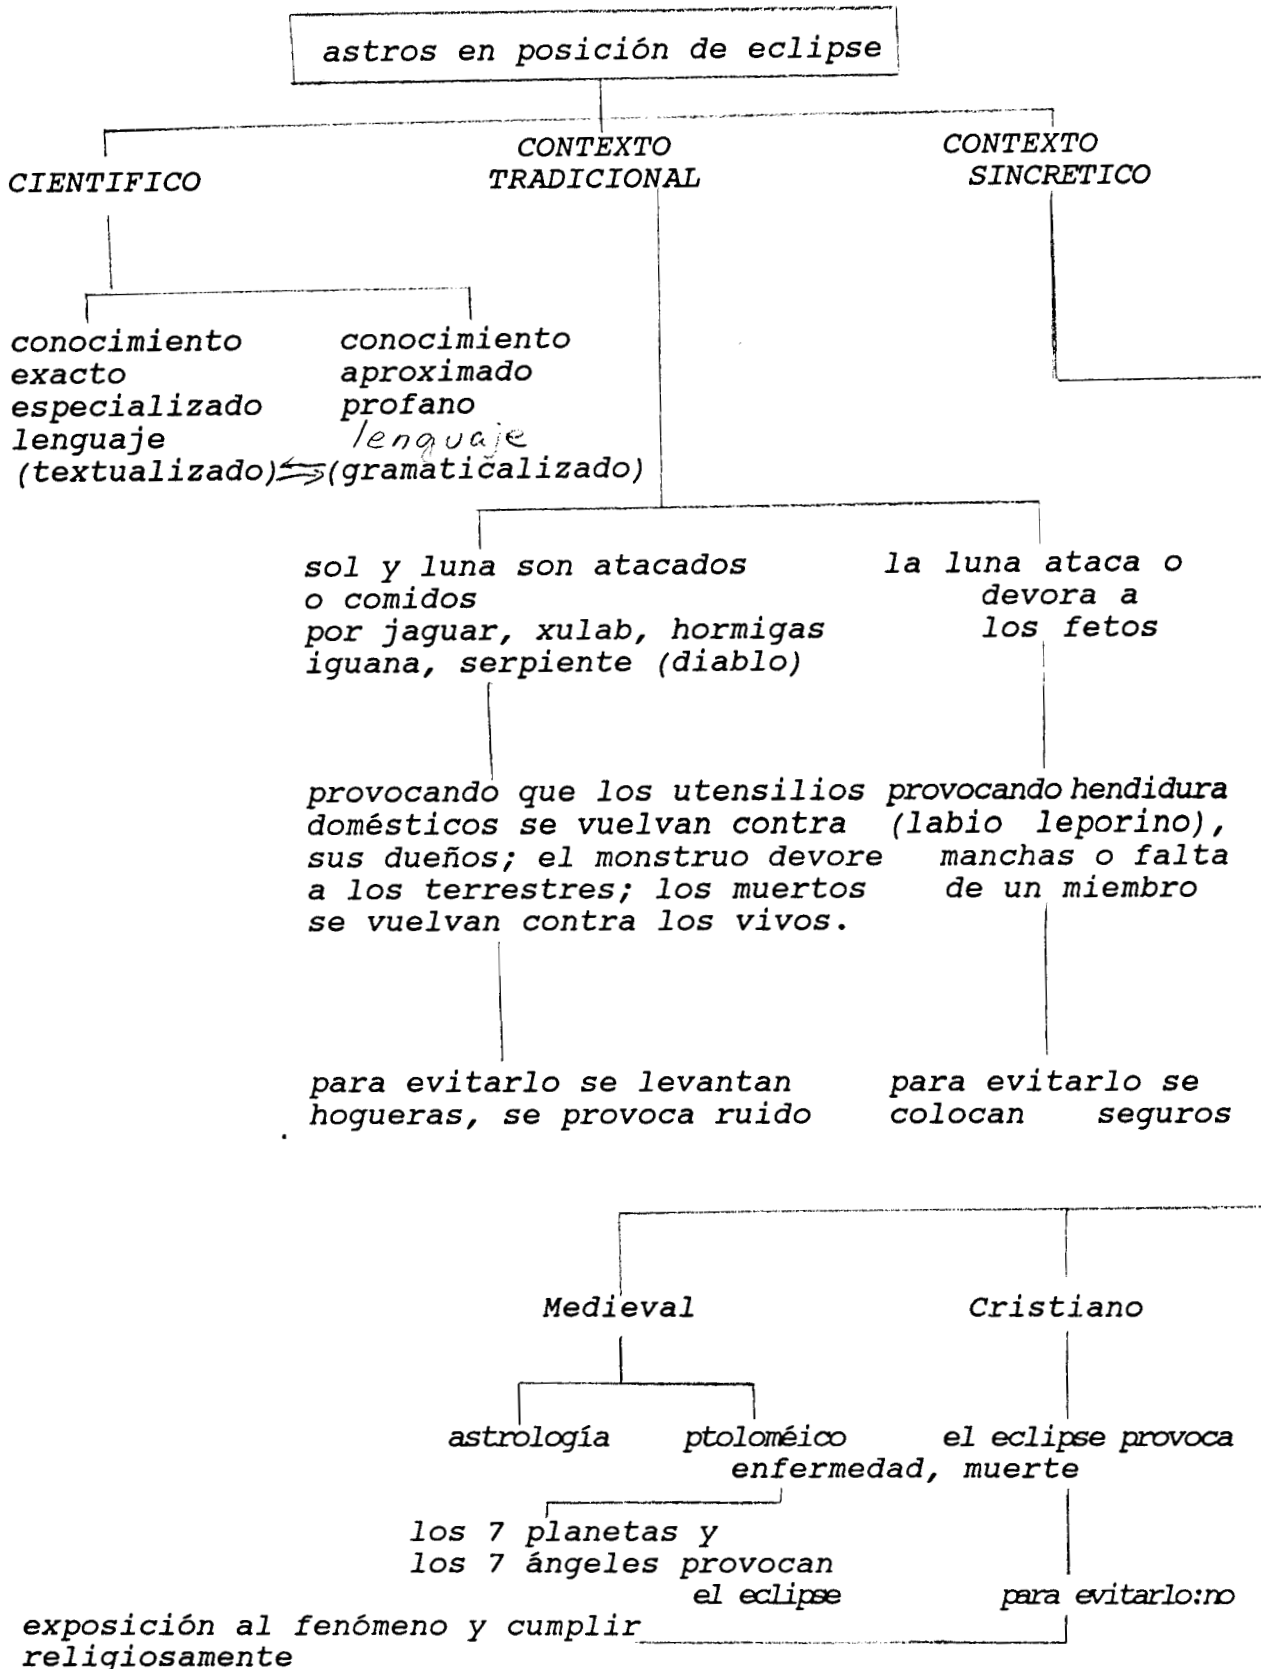 astros en posición de eclipse
CIENTIFICO
CONTEXTO
TRADICIONAL
CONTEXTO
SINCRETICO
conocimiento
exacto
especializado
lenguaje
(textualizado)
conocimiento
aproximado
profano
lenguaje
(gramaticalizado)
sol y luna son atacados
o comidos
por jaguar, xulab, hormigas
iguana, serpiente (diablo)
la luna ataca o
devora a
los fetos
provocando que los utensilios
domésticos se vuelvan contra
sus dueños; el monstruo devore
a los terrestres; los muertos
se vuelvan contra los vivos.
provocando hendidura
(labio leporino),
manchas o falta
de un miembro
para evitarlo se levantan
hogueras, se provoca ruido
para evitarlo se
colocan seguros
Medieval
Cristiano
astrología
ptoloméico
el eclipse provoca
enfermedad, muerte
los 7 planetas y
los 7 ángeles provocan
el eclipse
para evitarlo:no
exposición al fenómeno y cumplir
religiosamente